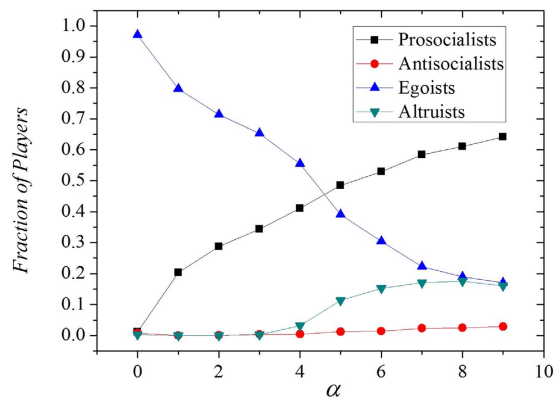 1.0
0.9
0.8
0.7
0.6
0.5
0.4
0.3
0.2
0.1
0.0
Fraction of Players
Prosocialists
Antisocialists
Egoists
Altruists
0 2 4 6 8 10
α